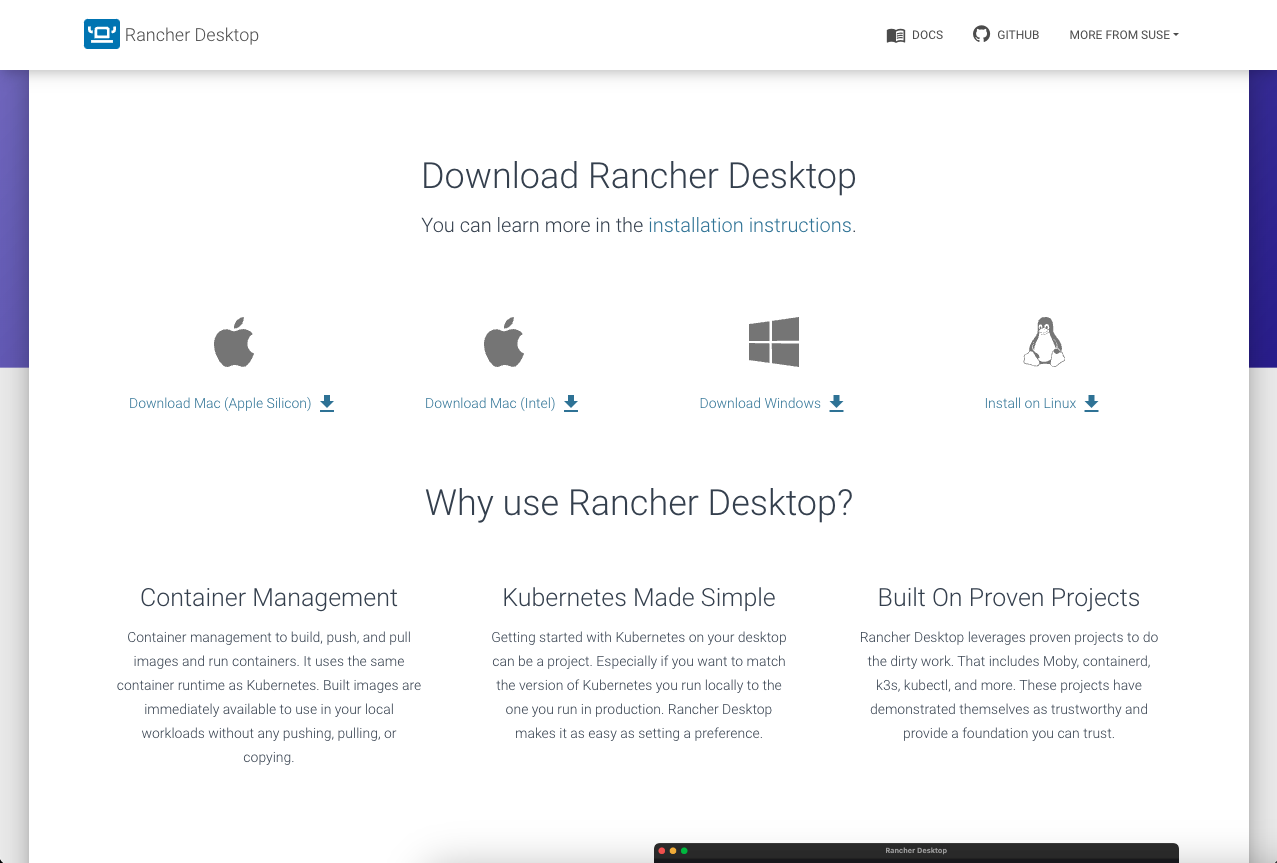 Rancher Desktop
DOCS
GITHUB
MORE FROM SUSE
Download Rancher Desktop
You can learn more in the installation instructions.
Download Mac (Apple Silicon)
Download Mac (Intel)
Download Windows
Install on Linux
Why use Rancher Desktop?
Container Management
Container management to build, push, and pull
images and run containers. It uses the same
container runtime as Kubernetes. Built images are
immediately available to use in your local
workloads without any pushing, pulling, or
copying.
Kubernetes Made Simple
Getting started with Kubernetes on your desktop
can be a project. Especially if you want to match
the version of Kubernetes you run locally to the
one you run in production. Rancher Desktop
makes it as easy as setting a preference.
Built On Proven Projects
Rancher Desktop leverages proven projects to do
the dirty work. That includes Moby, containerd,
k3s, kubectl, and more. These projects have
demonstrated themselves as trustworthy and
provide a foundation you can trust.
Rancher Desktop